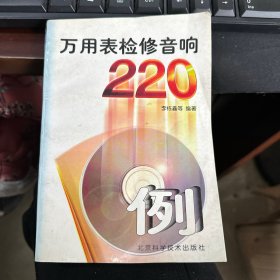 万用表检修音响
220
李栋鑫等 编著
例
北京科学技术出版社